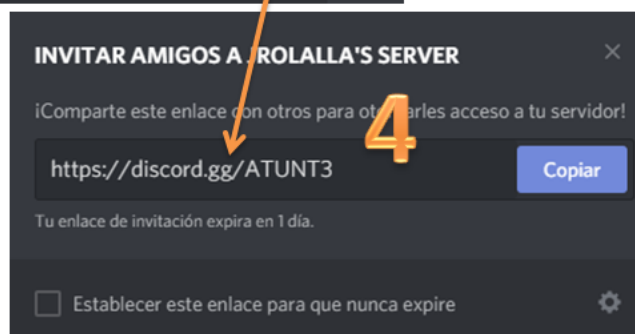 INVITAR AMIGOS A JROLALLA'S SERVER
¡Comparte este enlace con otros para otorgarles acceso a tu servidor!
4
https://discord.gg/ATUNT3 Copiar
Tu enlace de invitación expira en 1 día.
Establecer este enlace para que nunca expire